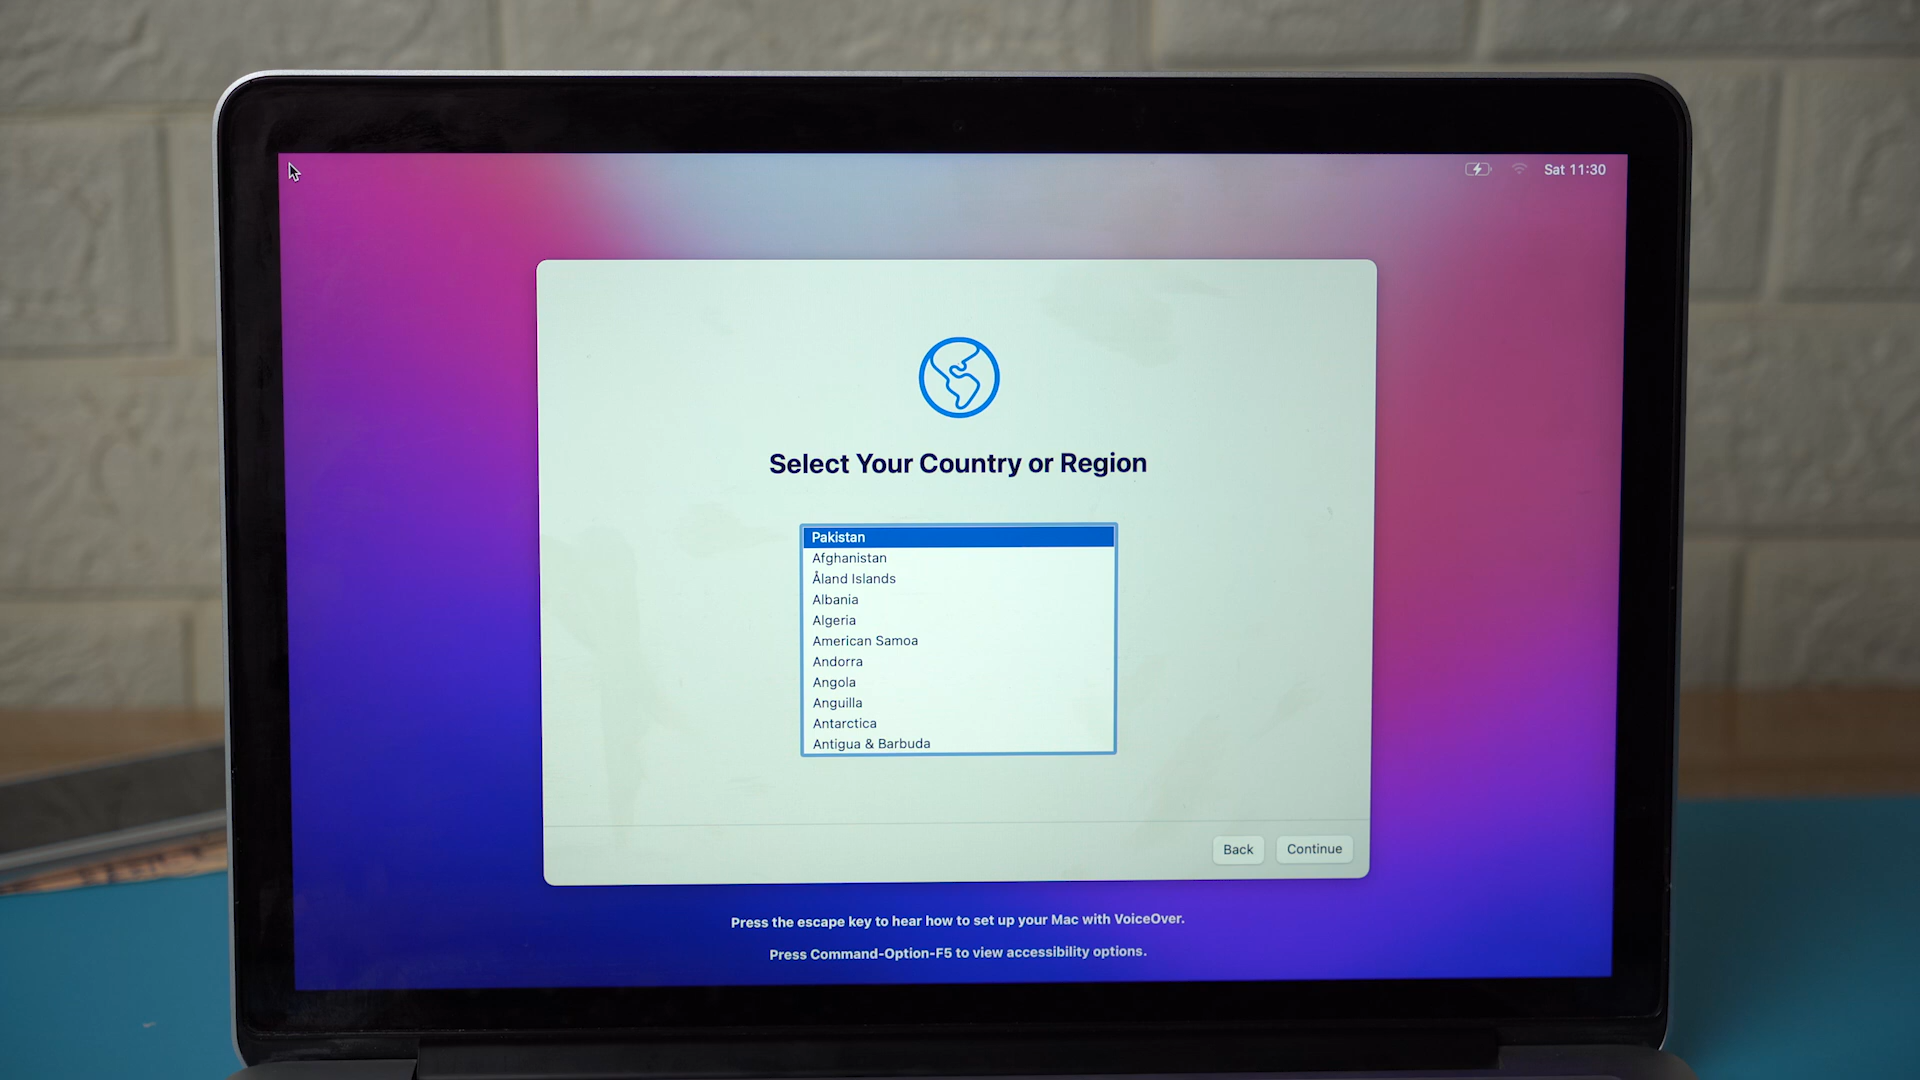 Sat 11:30
Select Your Country or Region
Pakistan
Afghanistan
Åland Islands
Albania
Algeria
American Samoa
Andorra
Angola
Anguilla
Antarctica
Antigua & Barbuda
Back
Continue
Press the escape key to hear how to set up your Mac with VoiceOver.
Press Command-Option-F5 to view accessibility options.